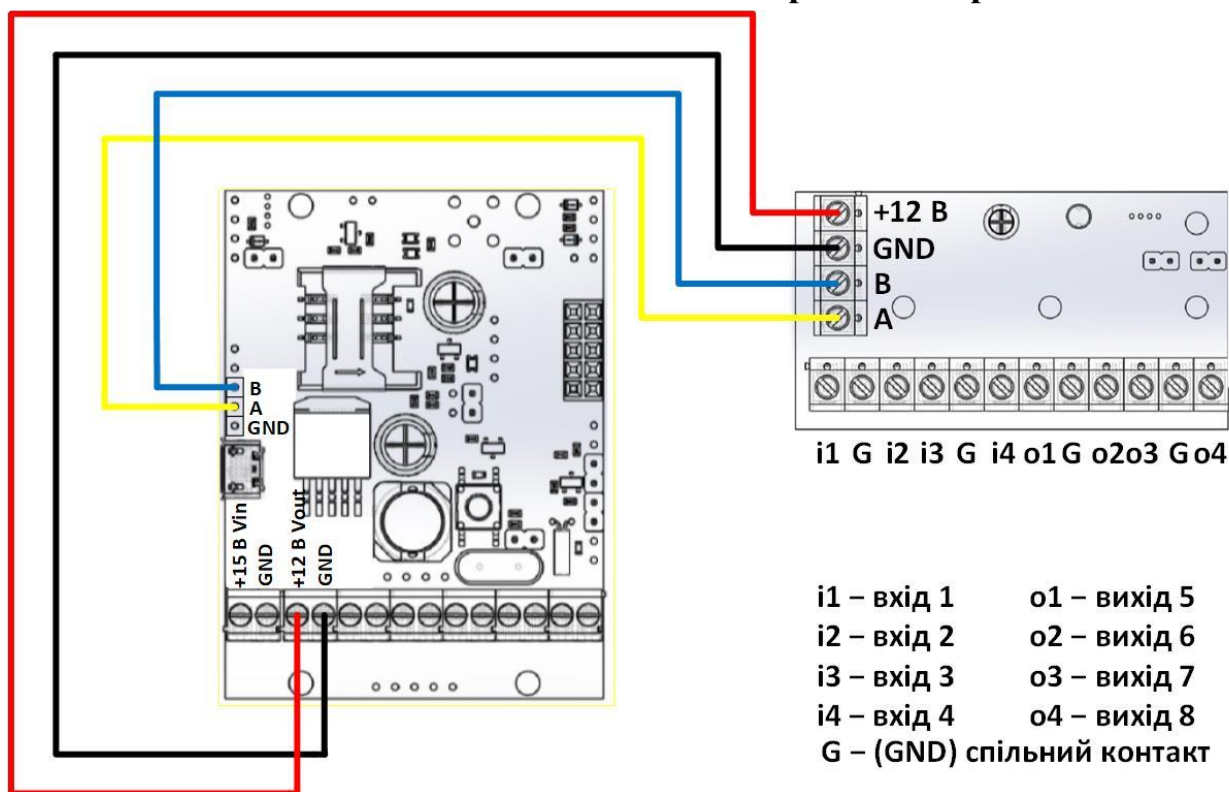 +12 В
GND
B
A
B
A
GND
+15 В Vin
GND
+12 В Vout
GND
i1 G i2 i3 G i4 o1 G o2 o3 G o4
i1 – вхід 1 o1 – вихід 5
i2 – вхід 2 o2 – вихід 6
i3 – вхід 3 o3 – вихід 7
i4 – вхід 4 o4 – вихід 8
G – (GND) спільний контакт